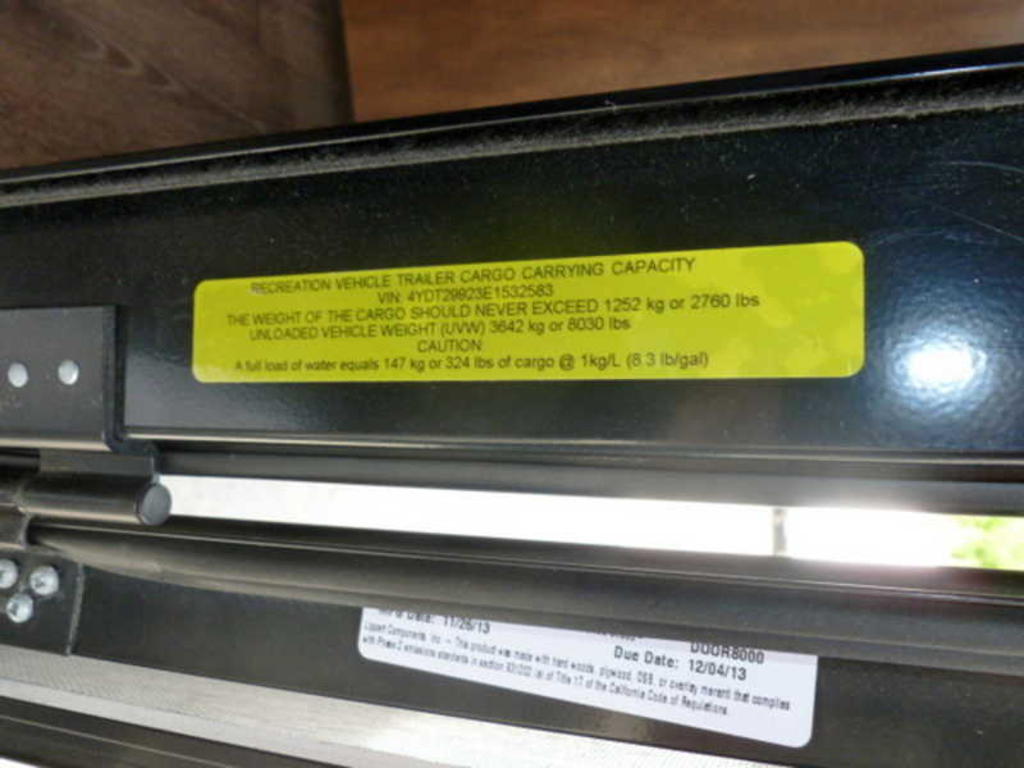 RECREATION VEHICLE TRAILER CARGO CARRYING CAPACITY
VIN: 4YDT29923E1532583
THE WEIGHT OF THE CARGO SHOULD NEVER EXCEED 1252 kg or 2760 lbs
UNLOADED VEHICLE WEIGHT (UVW) 3642 kg or 8030 lbs
CAUTION:
A full load of water equals 147 kg or 324 lbs of cargo @ 1kg/L (8.3 lb/gal)
Date: 11/26/13 DOOR8000
Due Date: 12/04/13
Lippert Components, Inc. - This product was made with hard woods, plywood, OSB, or overlay meranti that complies
with Phase 2 emissions standards in section 93120.2 (a) of Title 17 of the California Code of Regulations.